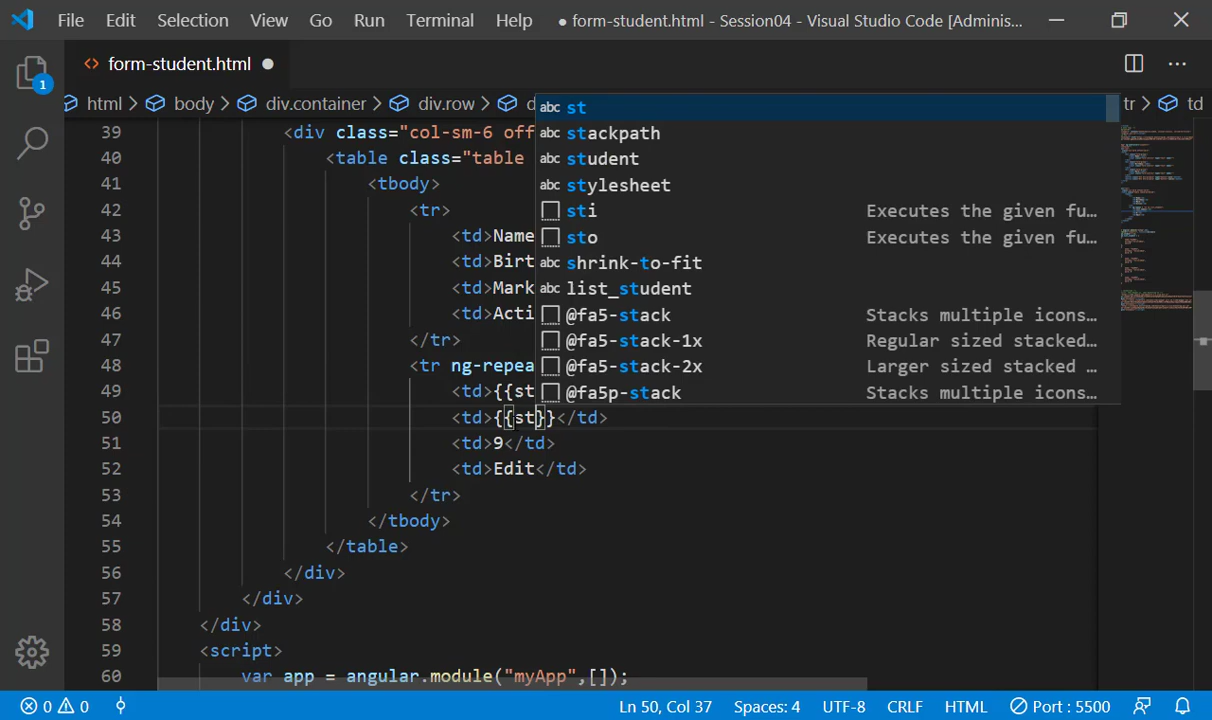 File Edit Selection View Go Run Terminal Help ● form-student.html - Session04 - Visual Studio Code [Adminis...
<> form-student.html ●
html > body > div.container > div.row > d tr > td
39 <div class="col-sm-6 off
40 <table class="table
41 <tbody>
42 <tr>
43 <td>Name
44 <td>Birt
45 <td>Mark
46 <td>Acti
47 </tr>
48 <tr ng-repea
49 <td>{{st
50 <td>{{st}}</td>
51 <td>9</td>
52 <td>Edit</td>
53 </tr>
54 </tbody>
55 </table>
56 </div>
57 </div>
58 </div>
59 <script>
60 var app = angular.module("myApp",[]);
abc st
abc stackpath
abc student
abc stylesheet
sti Executes the given fu...
sto Executes the given fu...
abc shrink-to-fit
abc list_student
@fa5-stack Stacks multiple icons...
@fa5-stack-1x Regular sized stacked...
@fa5-stack-2x Larger sized stacked ...
@fa5p-stack Stacks multiple icons...
1
0 0 Ln 50, Col 37 Spaces: 4 UTF-8 CRLF HTML Port : 5500